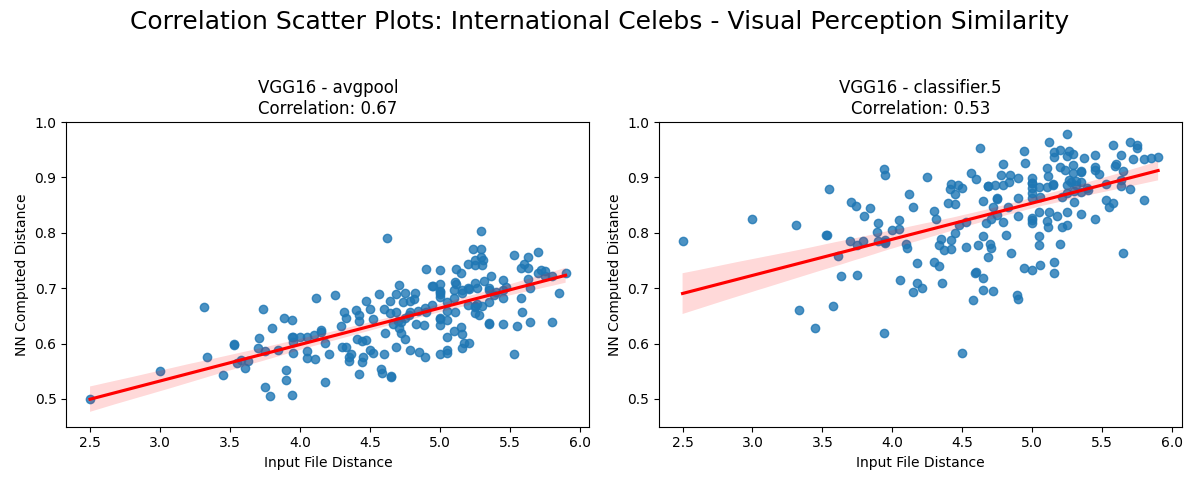 Correlation Scatter Plots: International Celebs - Visual Perception Similarity
VGG16 - avgpool
Correlation: 0.67
1.0
0.9
0.8
0.7
0.6
0.5
NN Computed Distance
2.5 3.0 3.5 4.0 4.5 5.0 5.5 6.0
Input File Distance
VGG16 - classifier.5
Correlation: 0.53
1.0
0.9
0.8
0.7
0.6
0.5
NN Computed Distance
2.5 3.0 3.5 4.0 4.5 5.0 5.5 6.0
Input File Distance